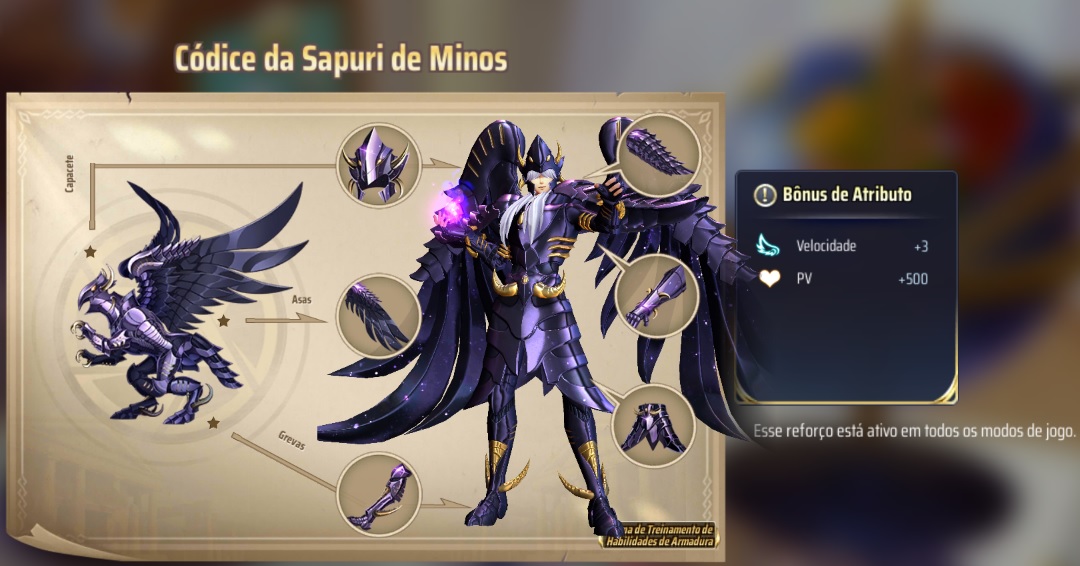 Códice da Sapuri de Minos
Capacete
Asas
Grevas
na de Treinamento de
Habilidades de Armadura
Bônus de Atributo
Velocidade +3
PV +500
Esse reforço está ativo em todos os modos de jogo.